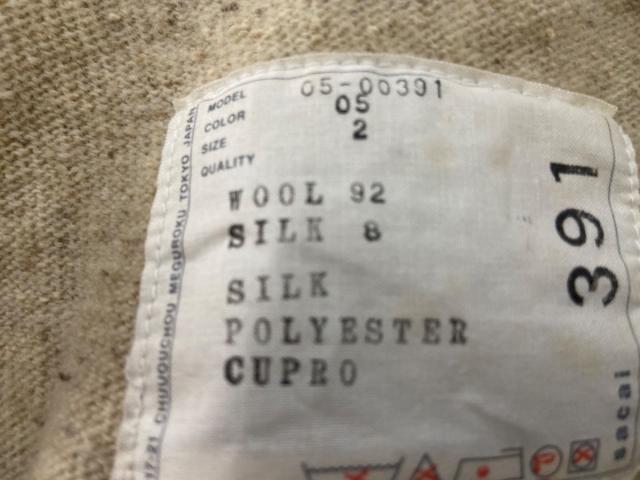 MODEL 05-00391
COLOR 05
SIZE 2
QUALITY
WOOL 92
SILK 8
SILK
POLYESTER
CUPRO
391
sacai
17-21 CHUUOUCHOU MEGUROKU TOKYO JAPAN
P